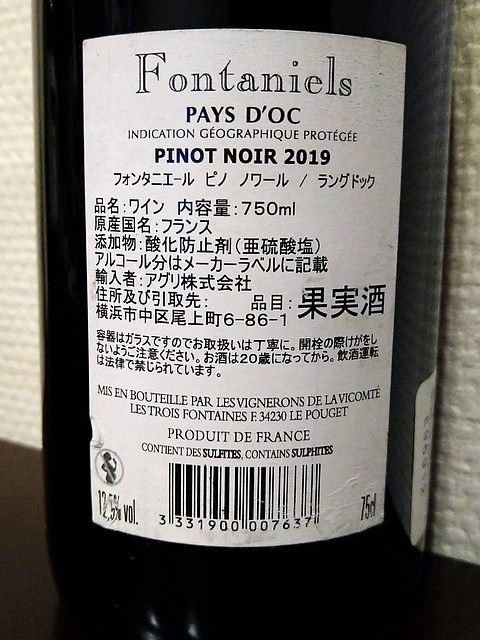 Fontaniels
PAYS D'OC
INDICATION GÉOGRAPHIQUE PROTÉGÉE
PINOT NOIR 2019
フォンタニエール ピノ ノワール / ラングドック
品名:ワイン 内容量:750ml
原産国名:フランス
添加物:酸化防止剤(亜硫酸塩)
アルコール分はメーカーラベルに記載
輸入者:アグリ株式会社
住所及び引取先: 品目:果実酒
横浜市中区尾上町6-86-1
容器はガラスですのでお取扱いは丁寧に。開栓の際けがをし
ないようご注意ください。お酒は20歳になってから。飲酒運転
は法律で禁じられています。
MIS EN BOUTEILLE PAR LES VIGNERONS DE LA VICOMTÉ
LES TROIS FONTAINES F. 34230 LE POUGET
PRODUIT DE FRANCE
CONTIENT DES SULFITES, CONTAINS SULPHITES
12,5% vol.
75cl
3 331900 007637